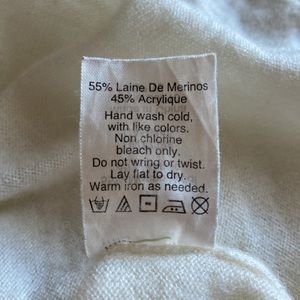 55% Laine De Merinos
45% Acrylique
Hand wash cold,
with like colors.
Non chlorine
bleach only.
Do not wring or twist.
Lay flat to dry.
Warm iron as needed.